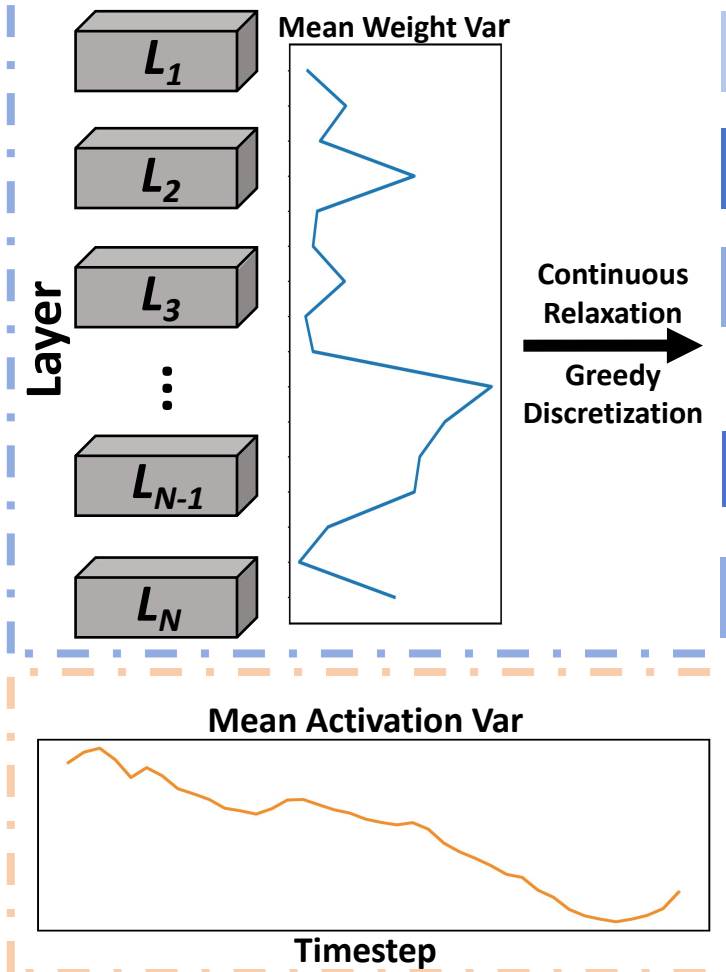 Mean Weight Var
L1
L2
L3
...
LN-1
LN
Layer
Continuous
Relaxation
Greedy
Discretization
Mean Activation Var
Timestep